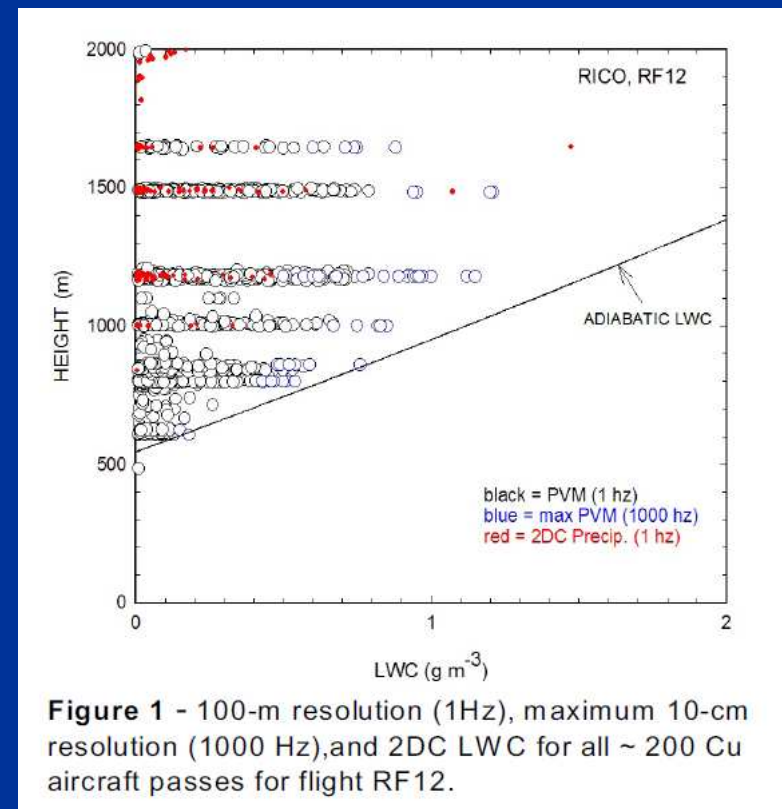 2000
RICO, RF12
1500
HEIGHT (m)
1000
ADIABATIC LWC
500
black = PVM (1 hz)
blue = max PVM (1000 hz)
red = 2DC Precip. (1 hz)
0
0 1 2
LWC (g m-3)
Figure 1 - 100-m resolution (1Hz), maximum 10-cm
resolution (1000 Hz),and 2DC LWC for all ~ 200 Cu
aircraft passes for flight RF12.